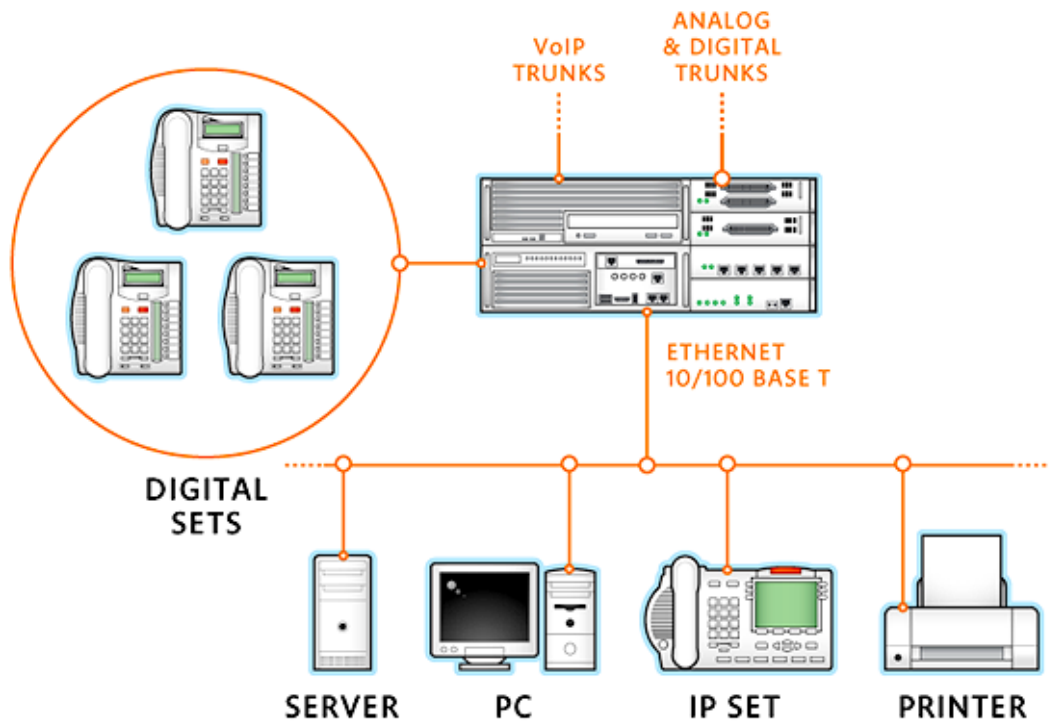 VoIP
TRUNKS
ANALOG
& DIGITAL
TRUNKS
ETHERNET
10/100 BASE T
DIGITAL
SETS
SERVER
PC
IP SET
PRINTER